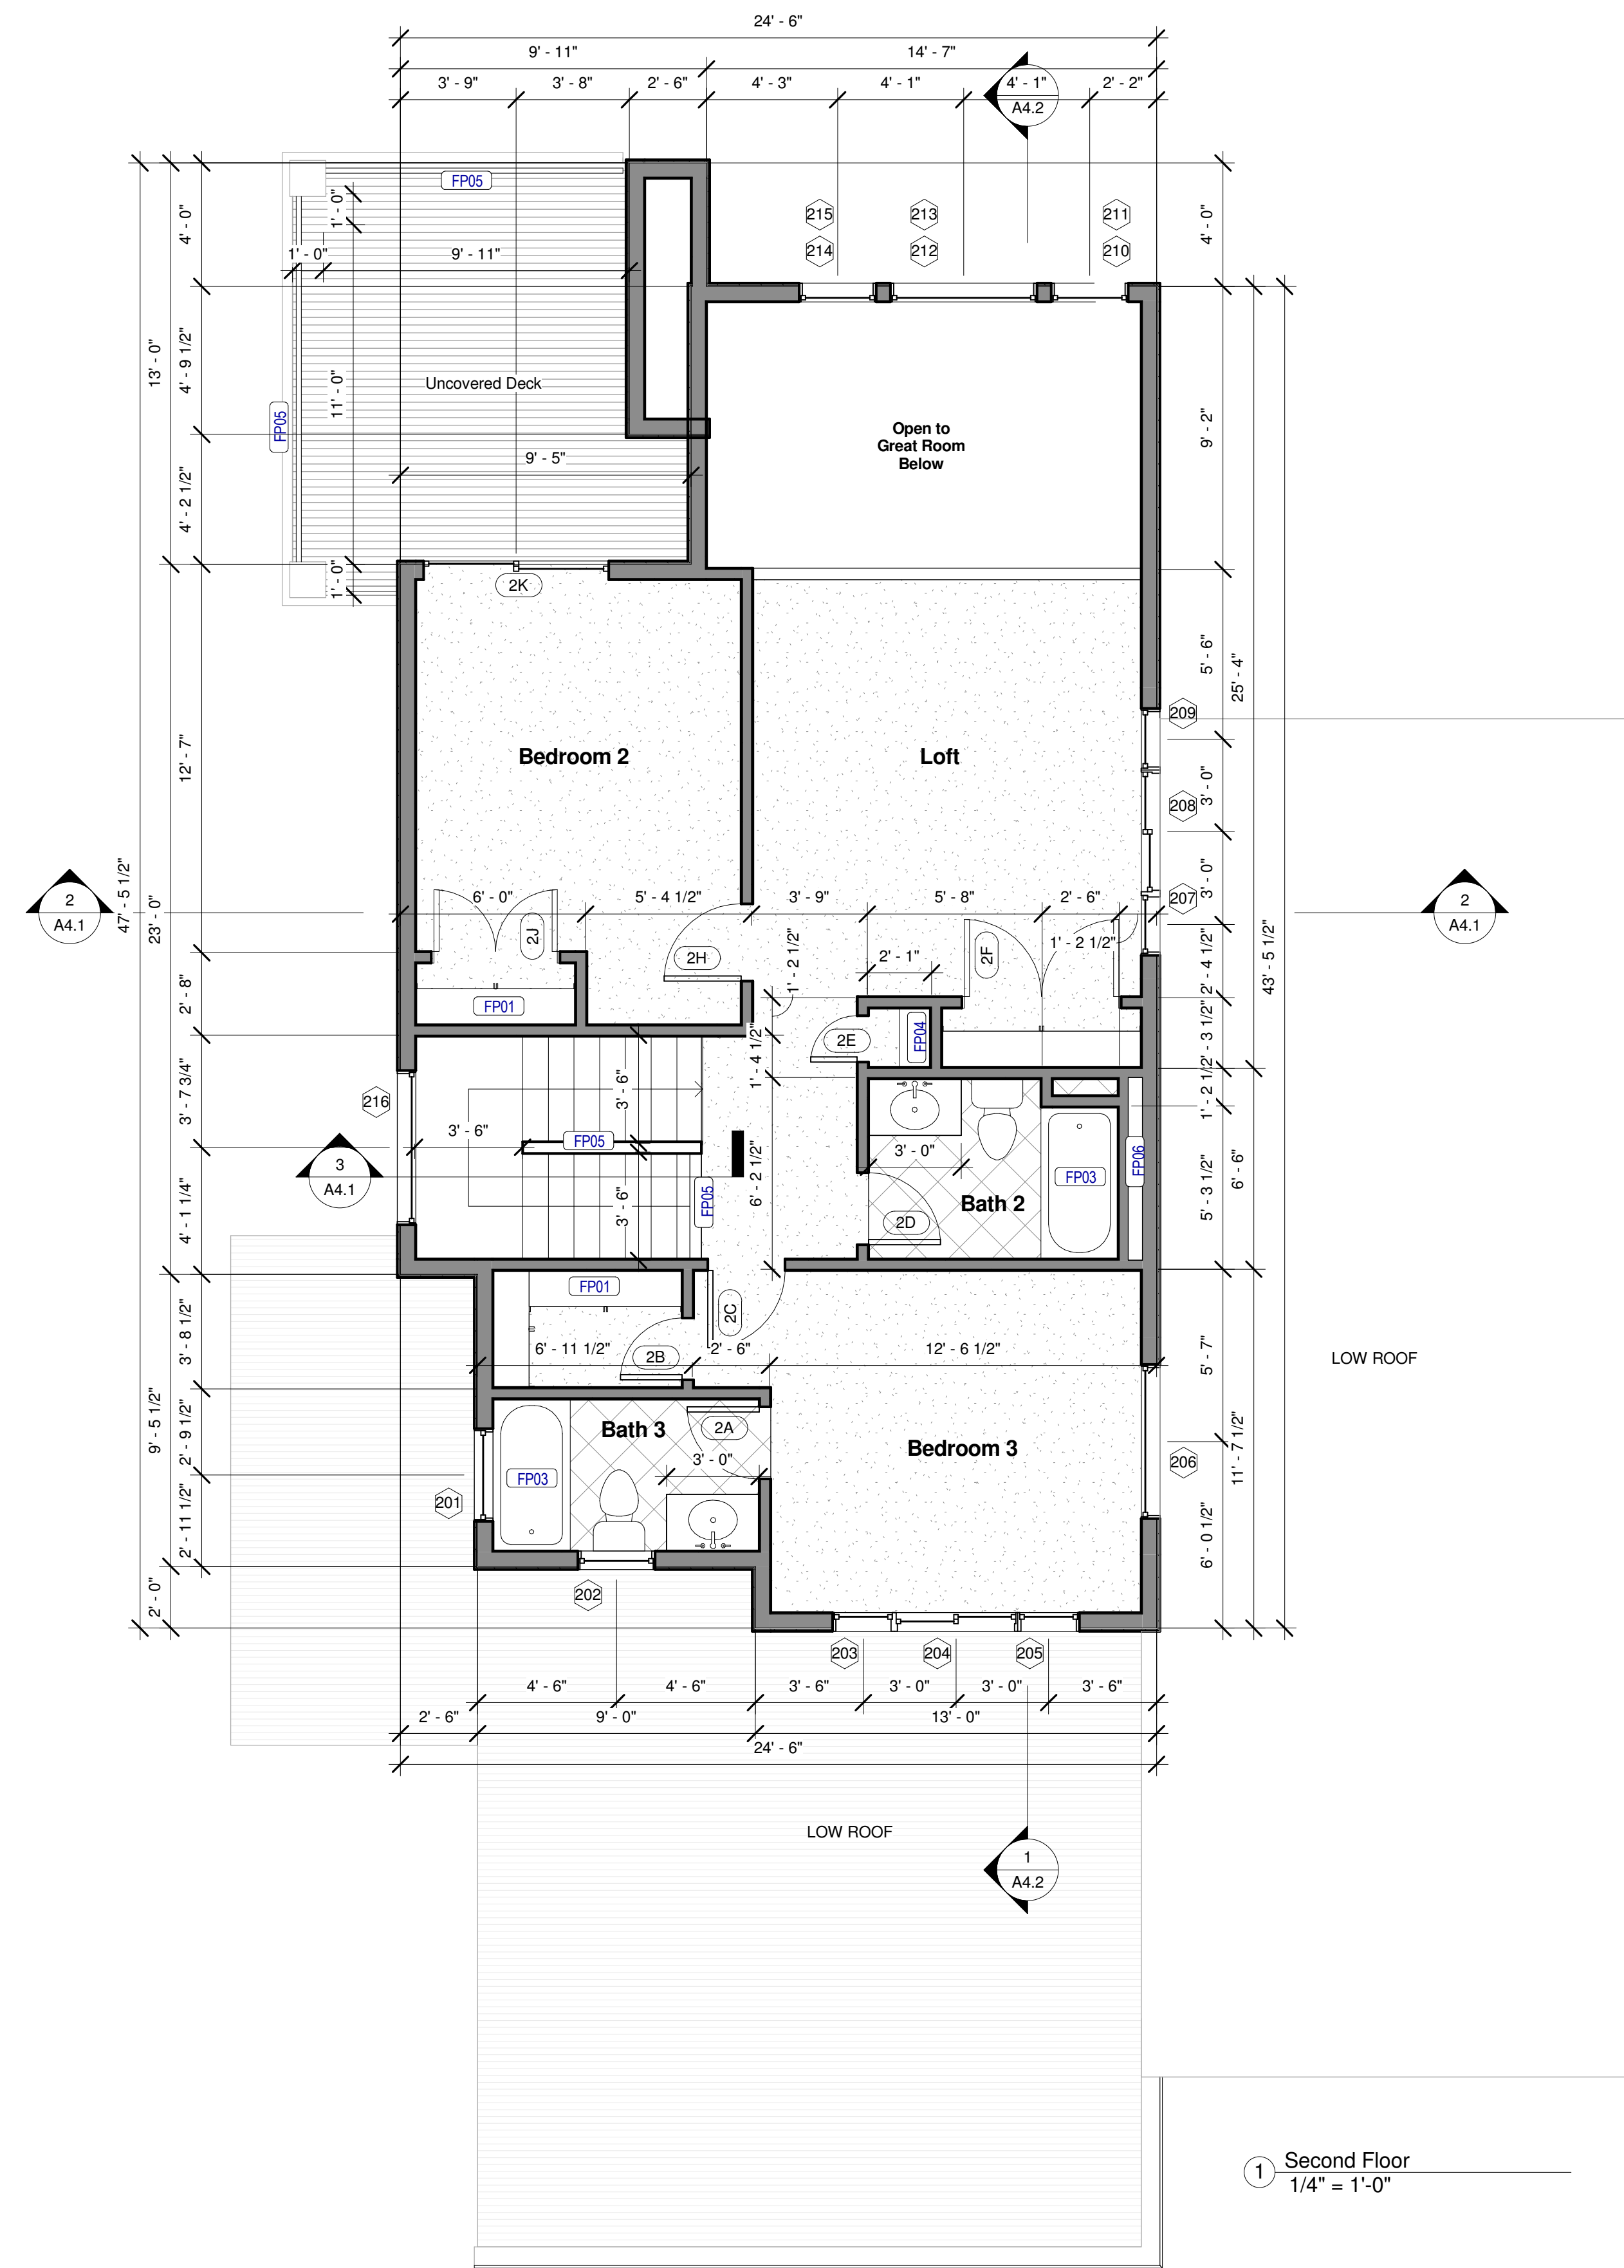 24' - 6"
9' - 11"
14' - 7"
3' - 9"
3' - 8"
2' - 6"
4' - 3"
4' - 1"
4' - 1"
2' - 2"
A4.2
FP05
215
213
211
214
212
210
1' - 0"
1' - 0"
9' - 11"
4' - 0"
4' - 0"
13' - 0"
4' - 9 1/2"
11' - 0"
Uncovered Deck
FP05
9' - 5"
4' - 2 1/2"
1' - 0"
Open to
Great Room
Below
9' - 2"
2K
5' - 6"
25' - 4"
209
Bedroom 2
Loft
12' - 7"
208
3' - 0"
207
3' - 0"
2
A4.1
47' - 5 1/2"
23' - 0"
6' - 0"
5' - 4 1/2"
3' - 9"
5' - 8"
2' - 6"
2
A4.1
2J
2H
1' - 2 1/2"
2' - 1"
2F
1' - 2 1/2"
2' - 4 1/2"
43' - 5 1/2"
2' - 8"
FP01
2E
FP04
1' - 4 1/2"
2' - 3 1/2"
1' - 2 1/2"
3' - 7 3/4"
216
3' - 6"
3' - 6"
FP05
3
A4.1
6' - 2 1/2"
3' - 0"
FP03
FP06
Bath 2
FP05
3' - 6"
2D
5' - 3 1/2"
6' - 6"
4' - 1 1/4"
FP01
2C
3' - 8 1/2"
6' - 11 1/2"
2B
2' - 6"
12' - 6 1/2"
5' - 7"
LOW ROOF
9' - 5 1/2"
2' - 9 1/2"
Bath 3
2A
3' - 0"
Bedroom 3
FP03
201
206
11' - 7 1/2"
2' - 11 1/2"
6' - 0 1/2"
2' - 0"
202
203
204
205
4' - 6"
4' - 6"
3' - 6"
3' - 0"
3' - 0"
3' - 6"
2' - 6"
9' - 0"
13' - 0"
24' - 6"
LOW ROOF
1
A4.2
1
Second Floor
1/4" = 1'-0"